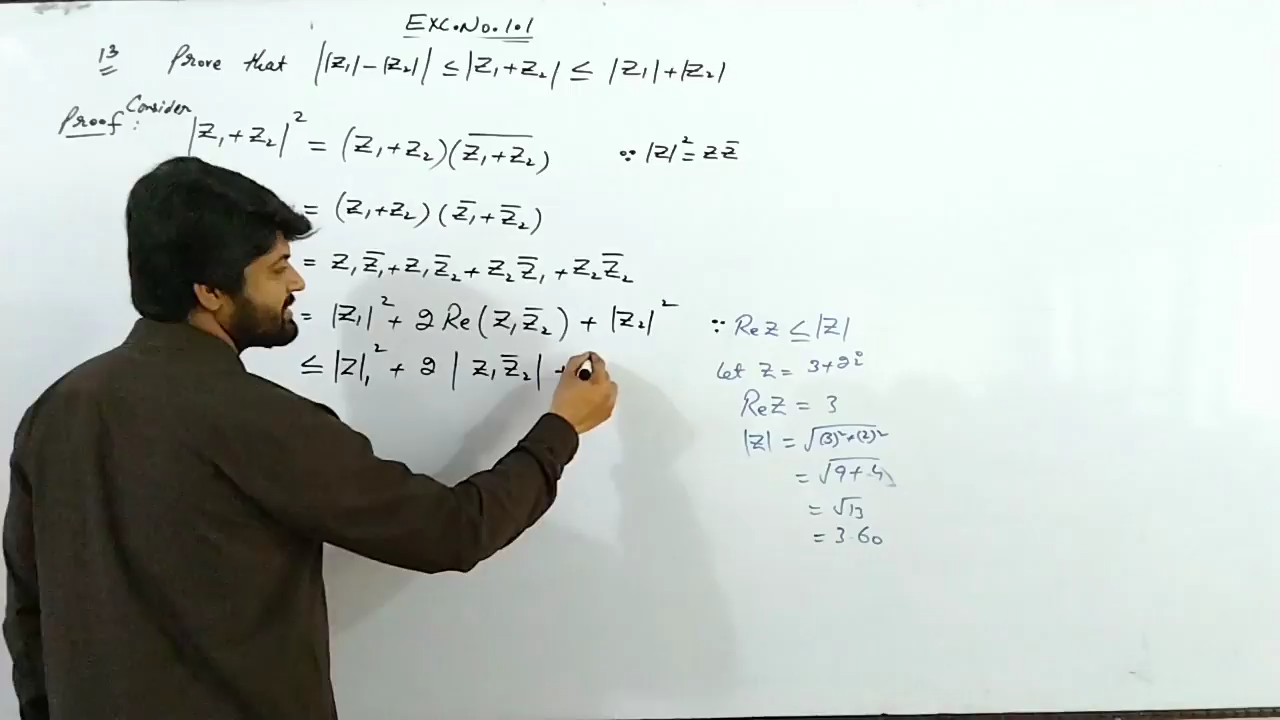 Exc.No.1.1
13 Prove that ||Z₁|-|Z₂|| ≤ |Z₁+Z₂| ≤ |Z₁|+|Z₂|
Proof: Consider
|Z₁+Z₂|² = (Z₁+Z₂)(Z̅₁̅+̅Z̅₂̅) ∵ |Z|² = ZZ̄
= (Z₁+Z₂)(Z̄₁+Z̄₂)
= Z₁Z̄₁+Z₁Z̄₂+Z₂Z̄₁+Z₂Z̄₂
= |Z₁|² + 2Re(Z₁Z̄₂) + |Z₂|²
≤ |Z|₁² + 2|Z₁Z̄₂| +
∵ Re Z ≤ |Z|
let Z = 3+2i
Re Z = 3
|Z| = √(3)²+(2)²
= √9+4
= √13
= 3.60